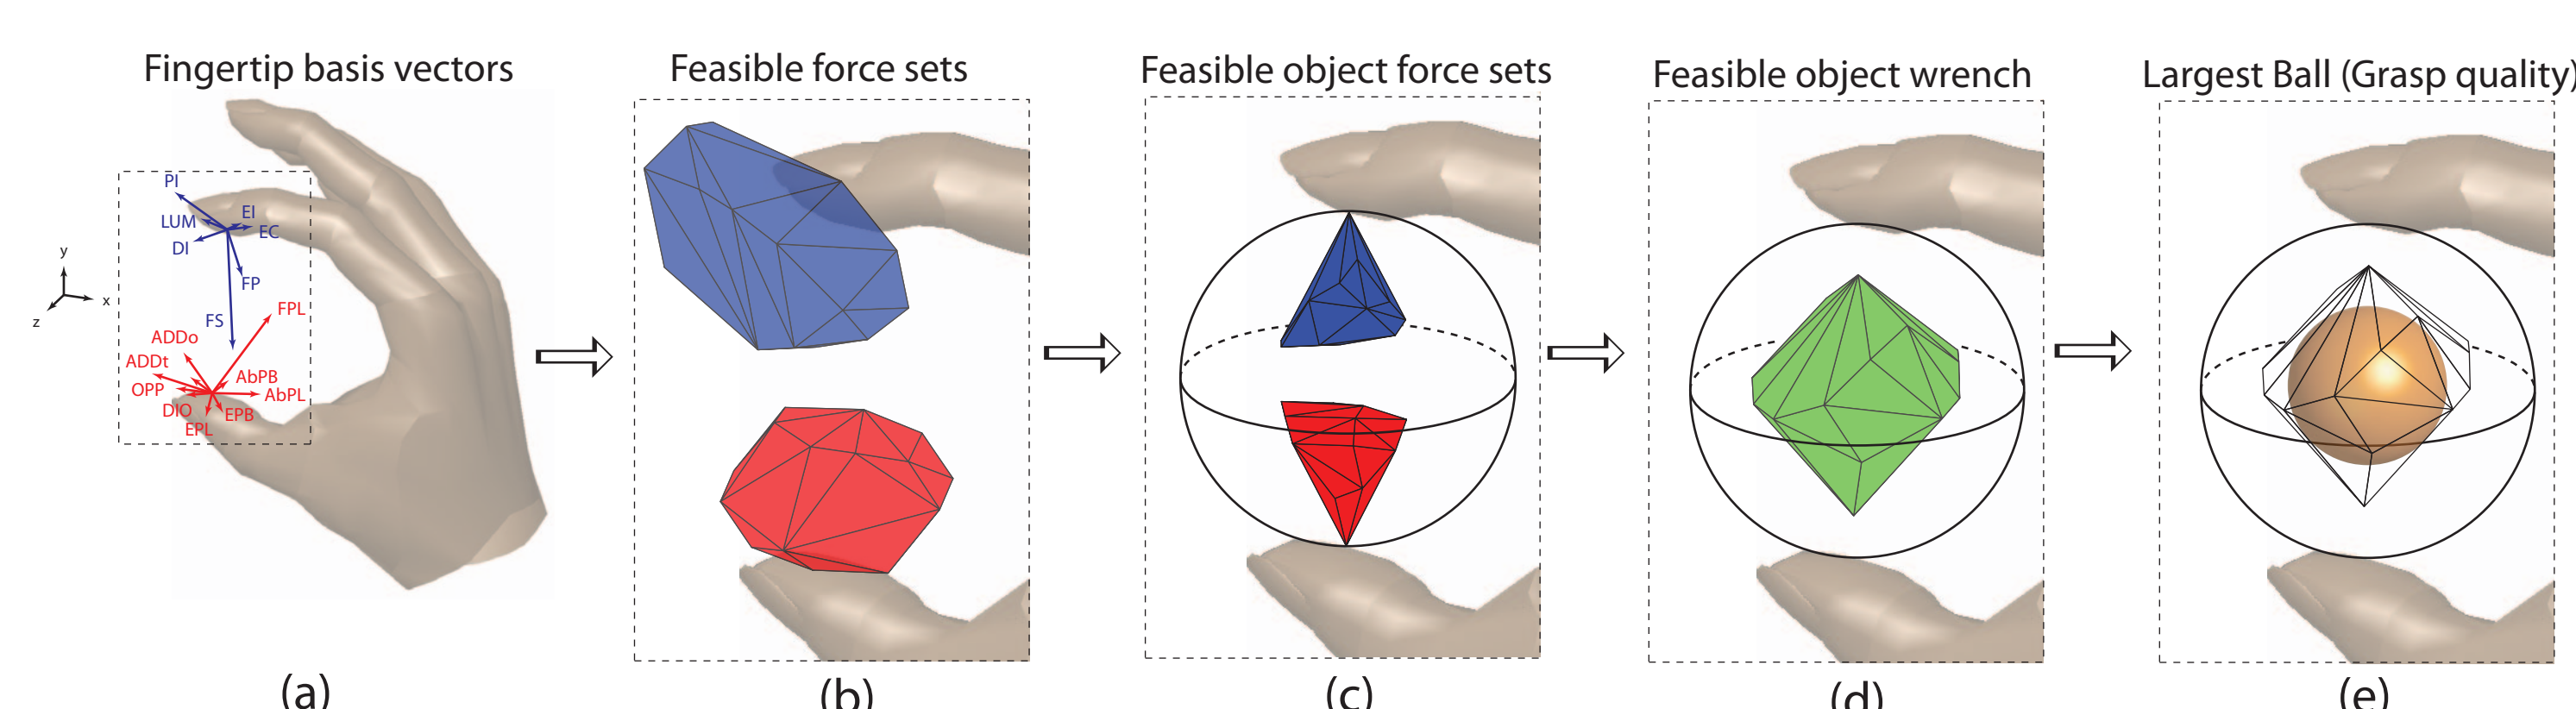 Fingertip basis vectors
Feasible force sets
Feasible object force sets
Feasible object wrench
Largest Ball (Grasp quality)
PI
LUM
EI
EC
DI
FP
FS
FPL
ADDo
ADDt
OPP
AbPB
AbPL
DIO
EPB
EPL
y
x
z
(a)
(b)
(c)
(d)
(e)